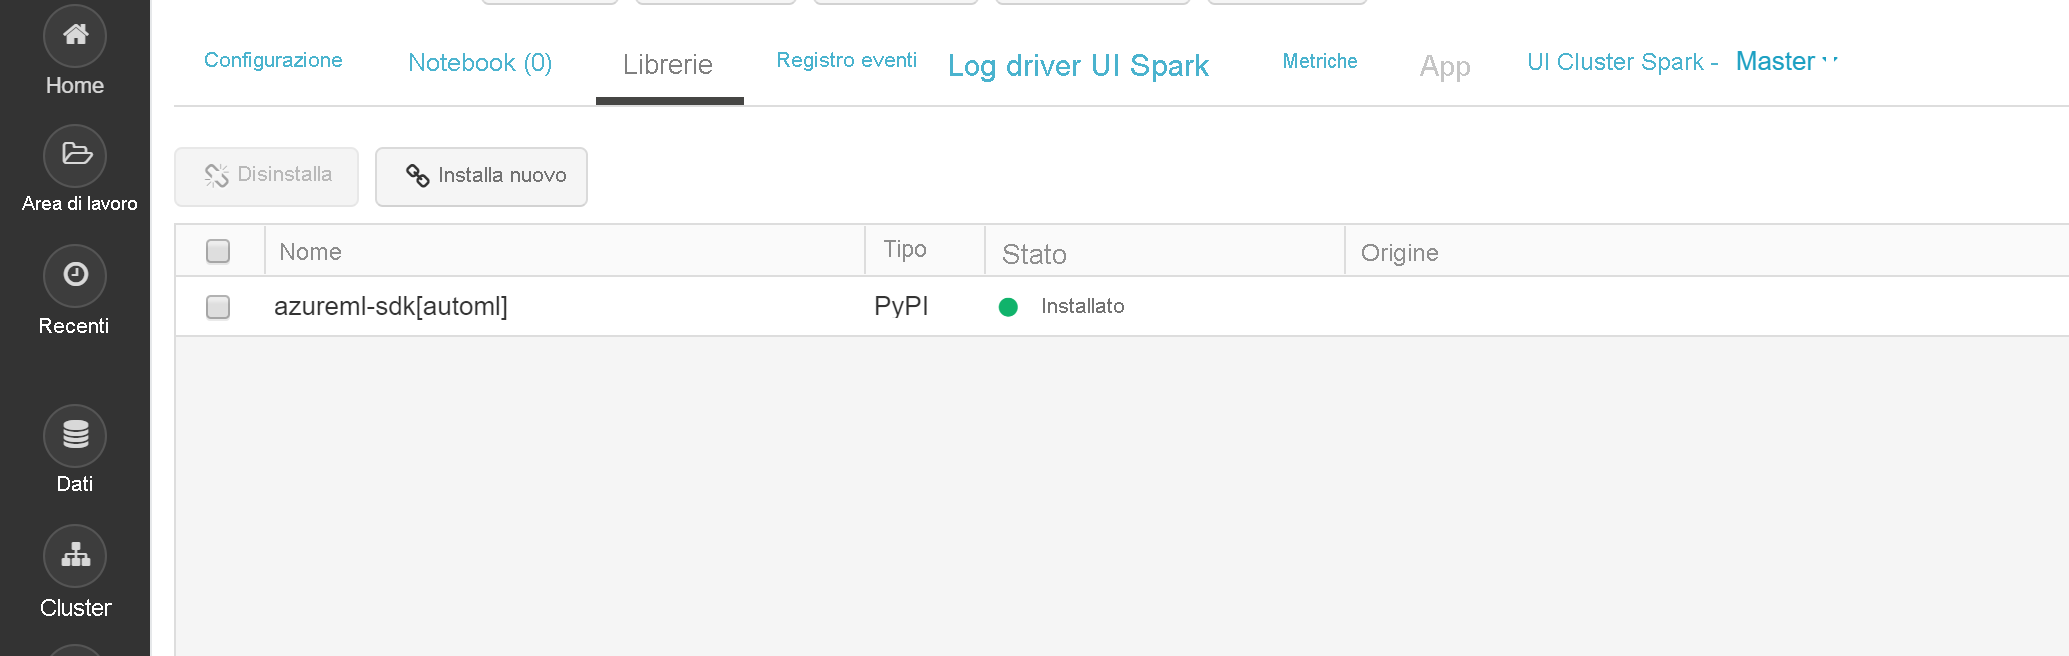 Home
Area di lavoro
Recenti
Dati
Cluster
Configurazione Notebook (0) Librerie Registro eventi Log driver UI Spark Metriche App UI Cluster Spark - Master
Disinstalla Installa nuovo
Nome Tipo Stato Origine
azureml-sdk[automl] PyPI Installato